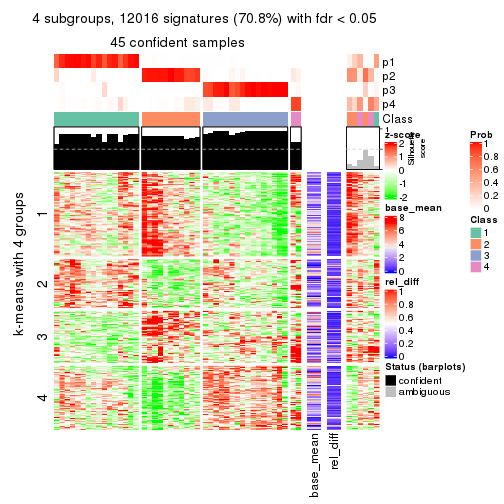 4 subgroups, 12016 signatures (70.8%) with fdr < 0.05
45 confident samples
p1
p2
p3
p4
Class
z-score
2
1
0
-1
-2
1
Silhouette
score
Prob
1
0.8
0.6
0.4
0.2
0
base_mean
8
6
4
2
0
Class
1
2
3
4
rel_diff
1
0.8
0.6
0.4
0.2
0
Status (barplots)
confident
ambiguous
k-means with 4 groups
1
2
3
4
base_mean
rel_diff